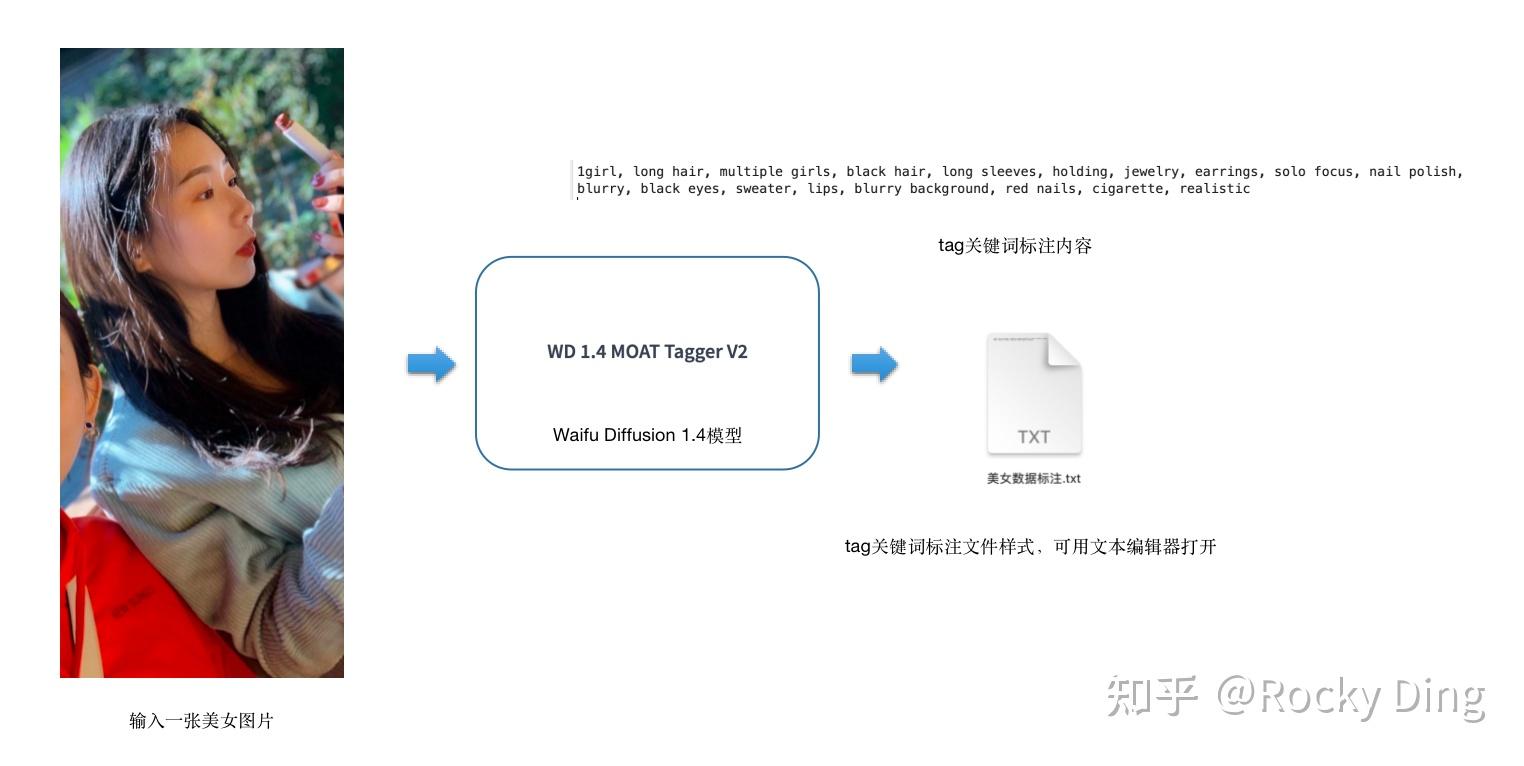 1girl, long hair, multiple girls, black hair, long sleeves, holding, jewelry, earrings, solo focus, nail polish,
blurry, black eyes, sweater, lips, blurry background, red nails, cigarette, realistic
tag关键词标注内容
WD 1.4 MOAT Tagger V2
Waifu Diffusion 1.4模型
TXT
美女数据标注.txt
tag关键词标注文件样式，可用文本编辑器打开
输入一张美女图片
知乎 @Rocky Ding